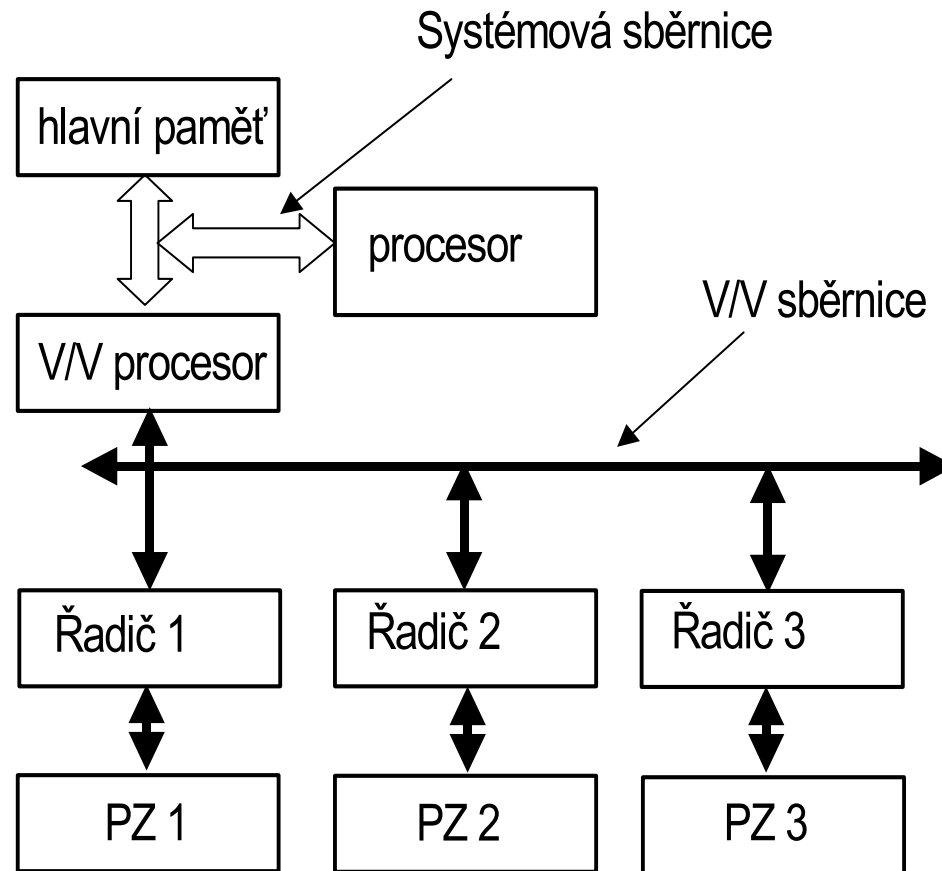 Systémová sběrnice
hlavní paměť
procesor
V/V sběrnice
V/V procesor
Řadič 1
Řadič 2
Řadič 3
PZ 1
PZ 2
PZ 3